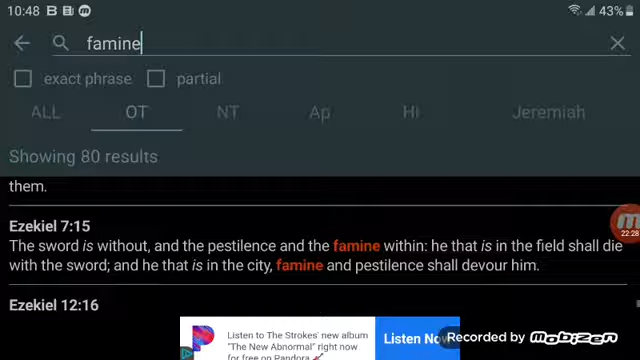 10:48 B 43%
famine
exact phrase partial
ALL OT NT Ap HI Jeremiah
Showing 80 results
them.
Ezekiel 7:15
The sword is without, and the pestilence and the famine within: he that is in the field shall die
with the sword; and he that is in the city, famine and pestilence shall devour him.
22:28
Ezekiel 12:16
Listen to The Strokes' new album
"The New Abnormal" right now
for free on Pandora
Listen Now
Recorded by Mobizen